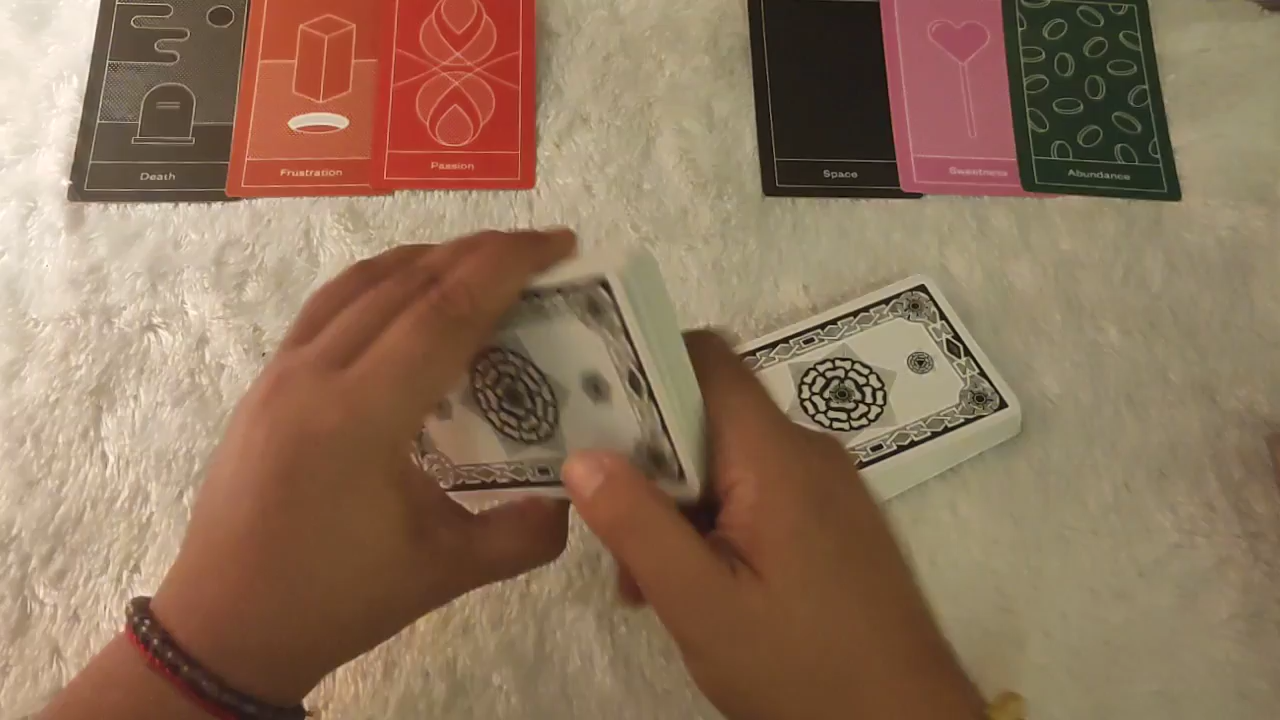 Death
Frustration
Passion
Space
Sweetness
Abundance